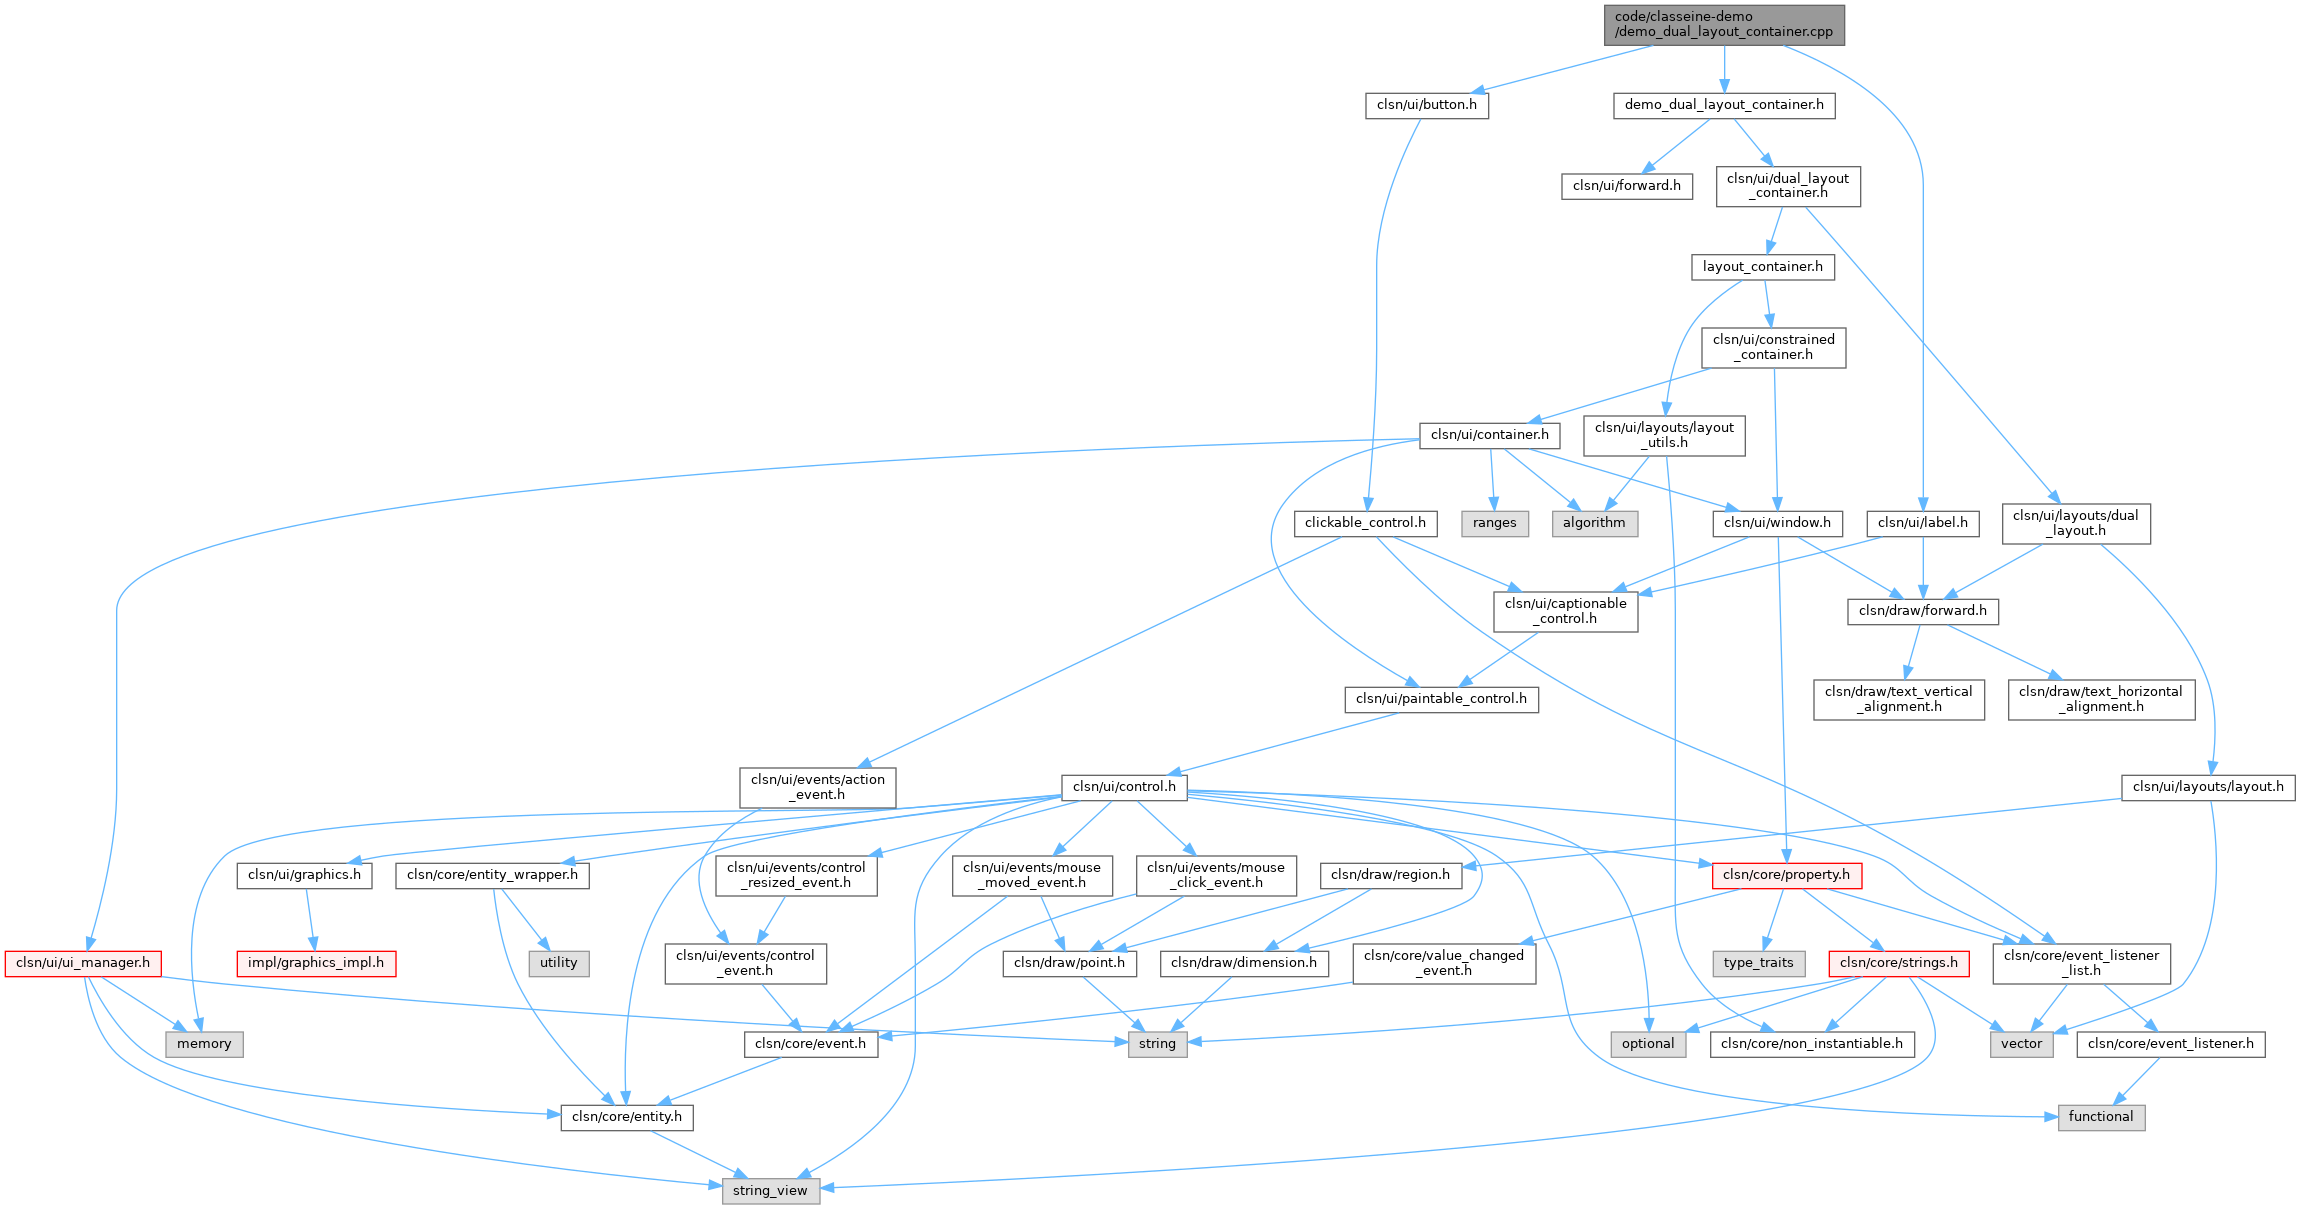 code/classeine-demo
/demo_dual_layout_container.cpp
clsn/ui/button.h
demo_dual_layout_container.h
clsn/ui/forward.h
clsn/ui/dual_layout
_container.h
layout_container.h
clsn/ui/constrained
_container.h
clsn/ui/container.h
clsn/ui/layouts/layout
_utils.h
clickable_control.h
ranges
algorithm
clsn/ui/window.h
clsn/ui/label.h
clsn/ui/layouts/dual
_layout.h
clsn/ui/captionable
_control.h
clsn/draw/forward.h
clsn/ui/paintable_control.h
clsn/draw/text_vertical
_alignment.h
clsn/draw/text_horizontal
_alignment.h
clsn/ui/events/action
_event.h
clsn/ui/control.h
clsn/ui/layouts/layout.h
clsn/ui/graphics.h
clsn/core/entity_wrapper.h
clsn/ui/events/control
_resized_event.h
clsn/ui/events/mouse
_moved_event.h
clsn/ui/events/mouse
_click_event.h
clsn/draw/region.h
clsn/core/property.h
clsn/ui/ui_manager.h
impl/graphics_impl.h
utility
clsn/ui/events/control
_event.h
clsn/draw/point.h
clsn/draw/dimension.h
clsn/core/value_changed
_event.h
type_traits
clsn/core/strings.h
clsn/core/event_listener
_list.h
memory
clsn/core/event.h
string
optional
clsn/core/non_instantiable.h
vector
clsn/core/event_listener.h
clsn/core/entity.h
functional
string_view